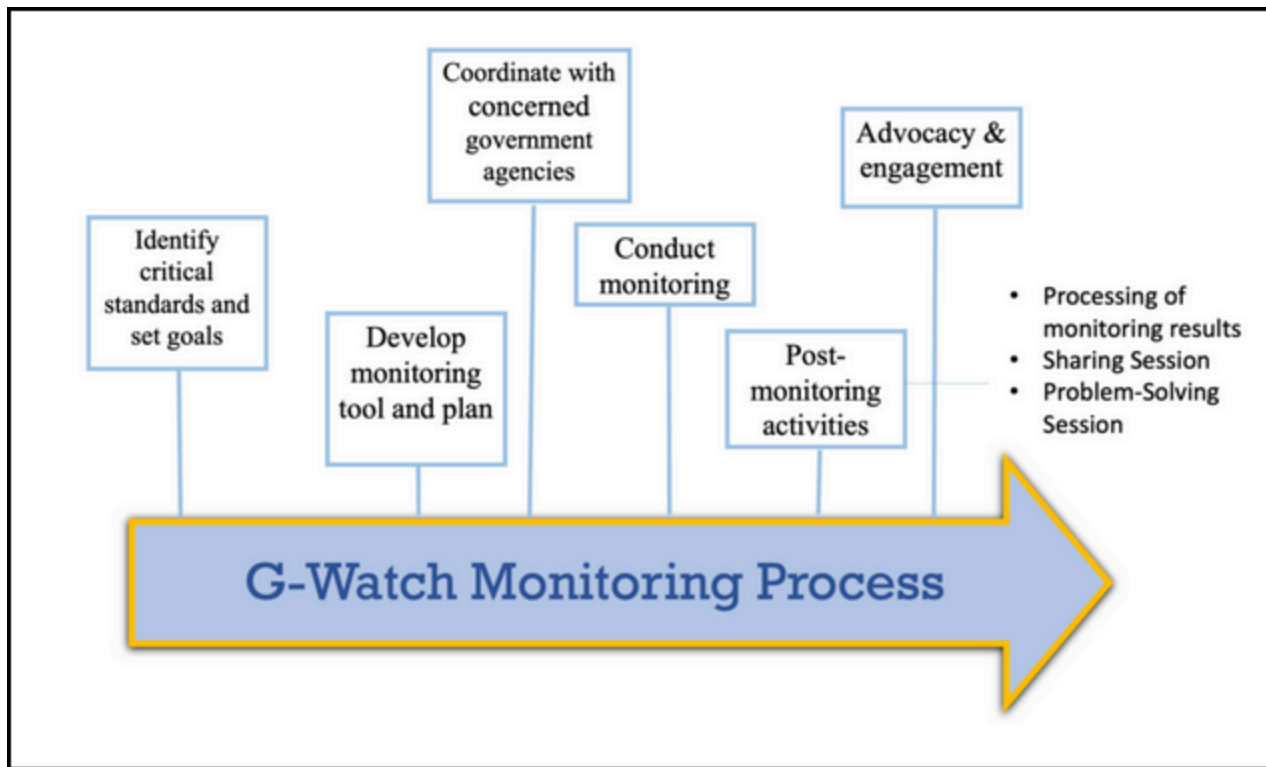 Identify
critical
standards and
set goals
Develop
monitoring
tool and plan
Coordinate with
concerned
government
agencies
Conduct
monitoring
Post-
monitoring
activities
Advocacy &
engagement
• Processing of
monitoring results
• Sharing Session
• Problem-Solving
Session
G-Watch Monitoring Process